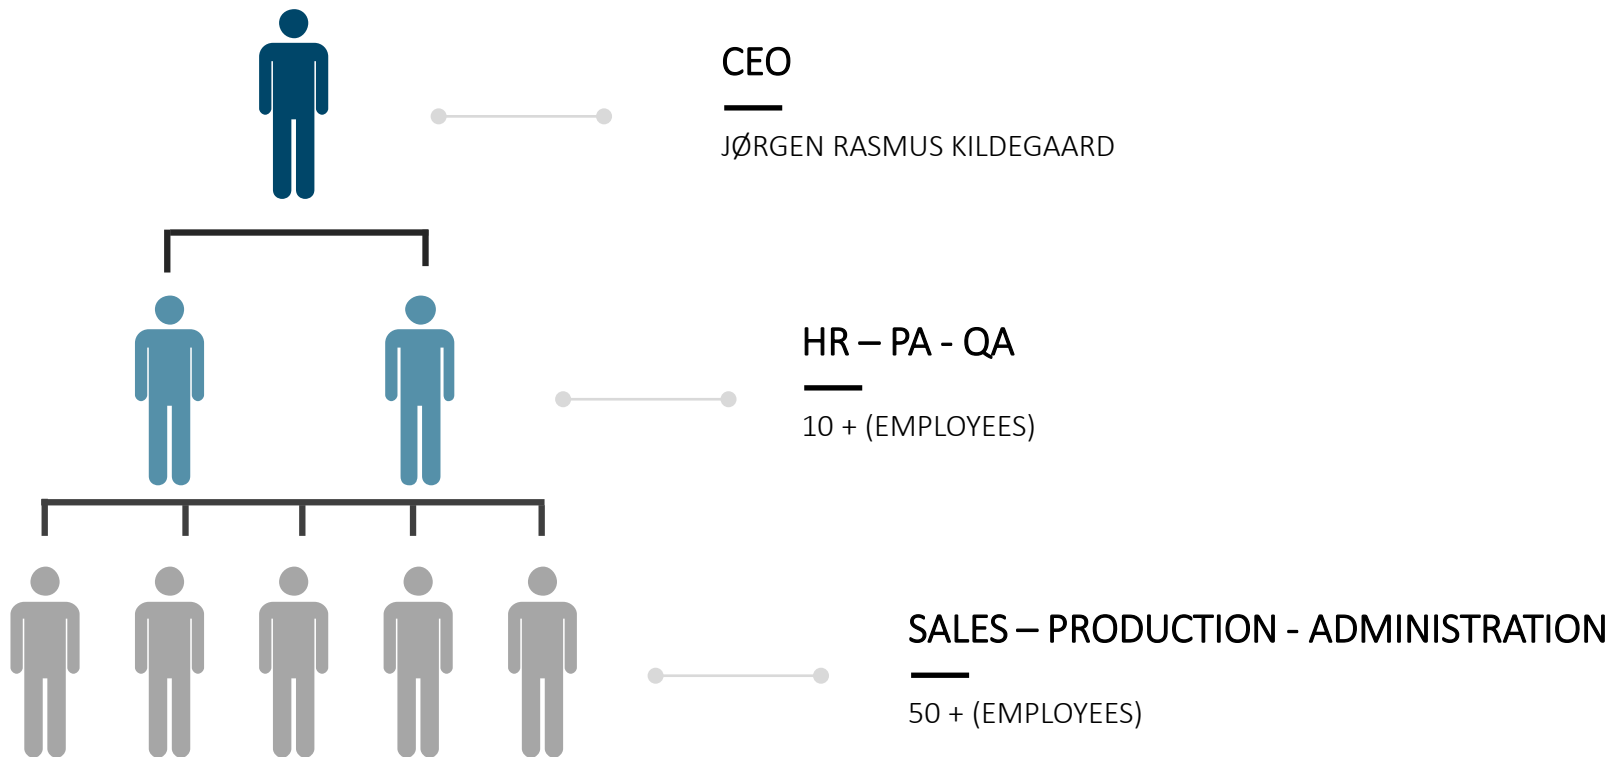 CEO
JØRGEN RASMUS KILDEGAARD
HR – PA - QA
10 + (EMPLOYEES)
SALES – PRODUCTION - ADMINISTRATION
50 + (EMPLOYEES)